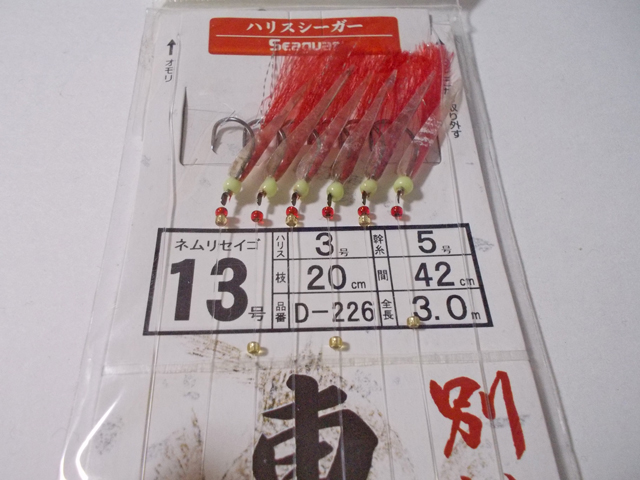 ハリスシーガー
Seaguar
↑オモリ
取り外す
ネムリセイゴ
13号
ハリス 3号 幹糸 5号
枝 20cm 間 42cm
品番 D-226 全長 3.0m
別